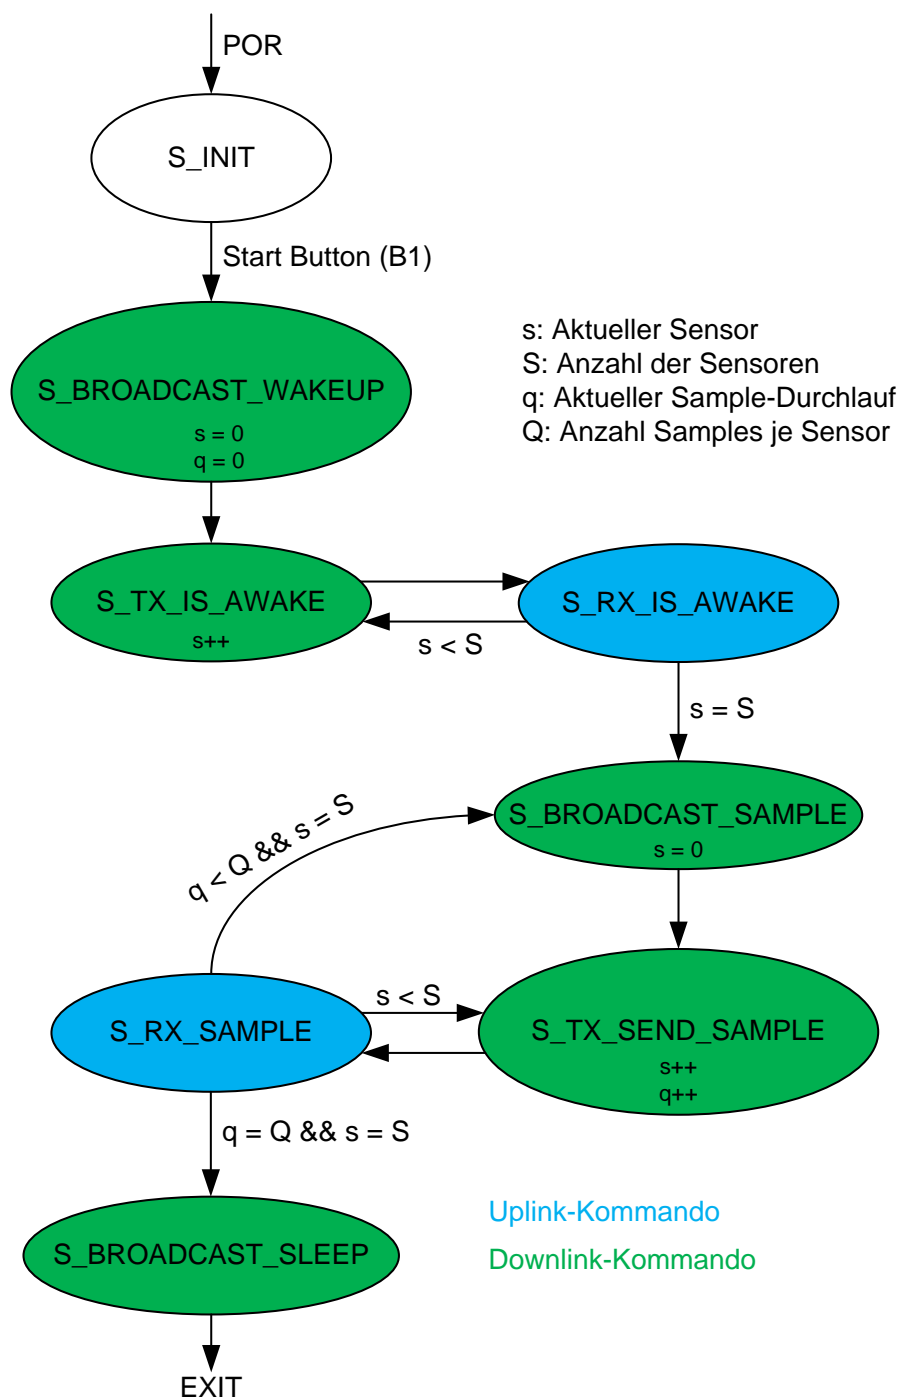 POR
S_INIT
Start Button (B1)
S_BROADCAST_WAKEUP
s = 0
q = 0
s: Aktueller Sensor
S: Anzahl der Sensoren
q: Aktueller Sample-Durchlauf
Q: Anzahl Samples je Sensor
S_TX_IS_AWAKE
s++
s < S
S_RX_IS_AWAKE
s = S
S_BROADCAST_SAMPLE
s = 0
q < Q && s = S
S_RX_SAMPLE
s < S
S_TX_SEND_SAMPLE
s++
q++
q = Q && s = S
S_BROADCAST_SLEEP
Uplink-Kommando
Downlink-Kommando
EXIT